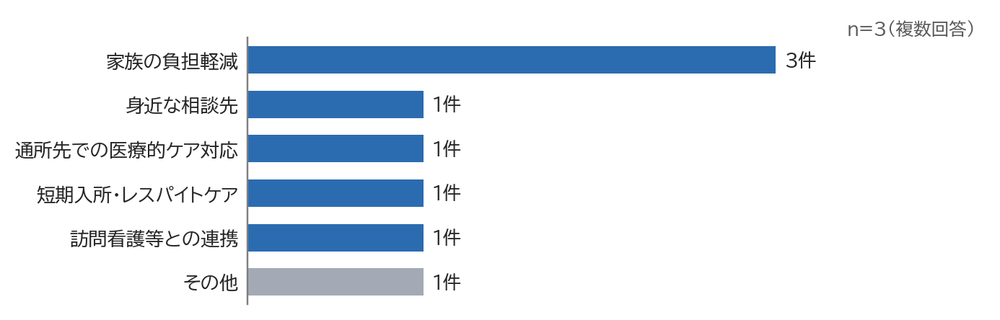 n=3(複数回答)
家族の負担軽減 3件
身近な相談先 1件
通所先での医療的ケア対応 1件
短期入所・レスパイトケア 1件
訪問看護等との連携 1件
その他 1件